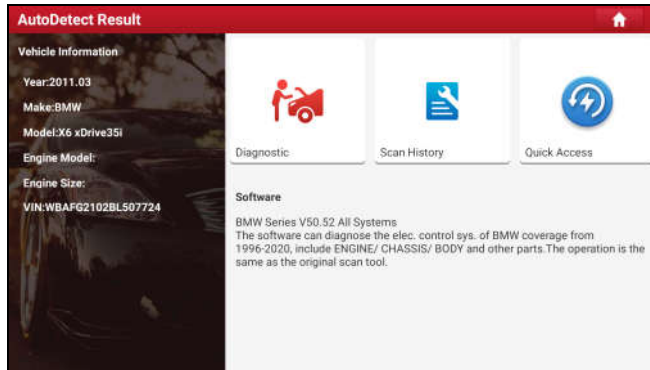 AutoDetect Result
Vehicle Information
Year:2011.03
Make:BMW
Model:X6 xDrive35i
Engine Model:
Engine Size:
VIN:WBAFG2102BL507724
Diagnostic
Scan History
Quick Access
Software
BMW Series V50.52 All Systems
The software can diagnose the elec. control sys. of BMW coverage from
1996-2020, include ENGINE/ CHASSIS/ BODY and other parts.The operation is the
same as the original scan tool.